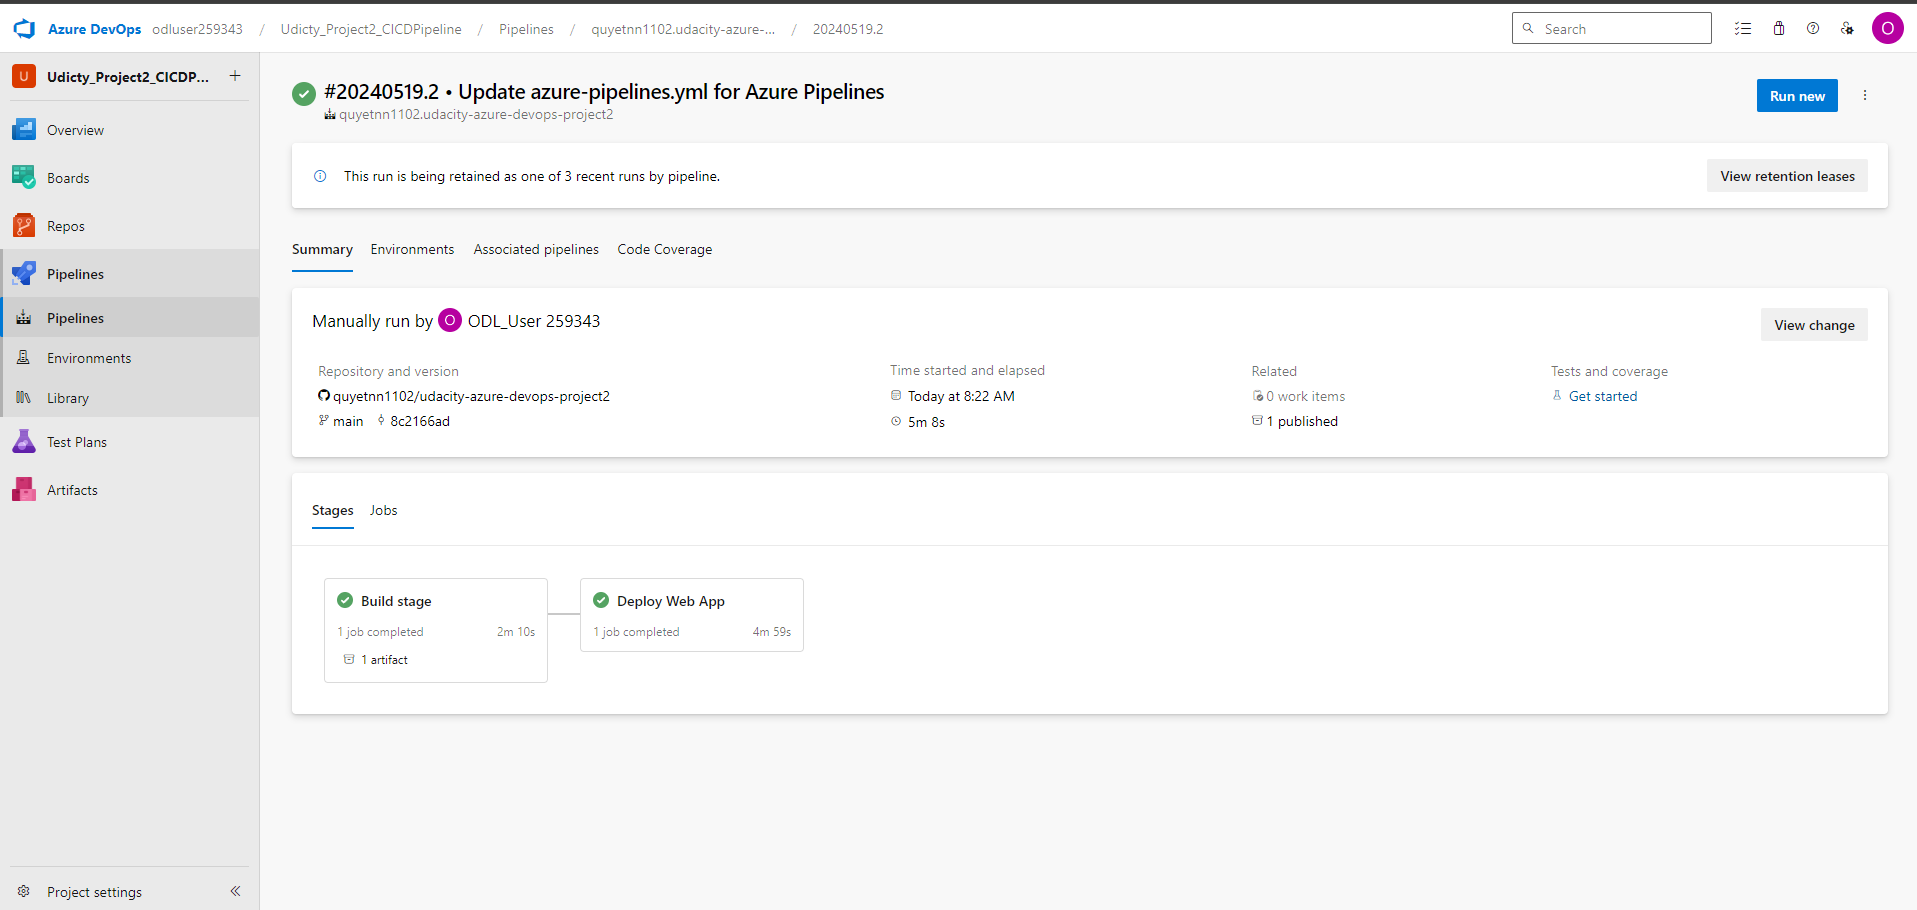 Azure DevOps odluser259343 / Udicty_Project2_CICDPipeline / Pipelines / quyetnn1102.udacity-azure-... / 20240519.2
Search
O
U Udicty_Project2_CICDP... +
Overview
Boards
Repos
Pipelines
Pipelines
Environments
Library
Test Plans
Artifacts
Project settings
#20240519.2 • Update azure-pipelines.yml for Azure Pipelines
quyetnn1102.udacity-azure-devops-project2
Run new
This run is being retained as one of 3 recent runs by pipeline.
View retention leases
Summary Environments Associated pipelines Code Coverage
Manually run by O ODL_User 259343
View change
Repository and version
quyetnn1102/udacity-azure-devops-project2
main 8c2166ad
Time started and elapsed
Today at 8:22 AM
5m 8s
Related
0 work items
1 published
Tests and coverage
Get started
Stages Jobs
Build stage
1 job completed 2m 10s
1 artifact
Deploy Web App
1 job completed 4m 59s